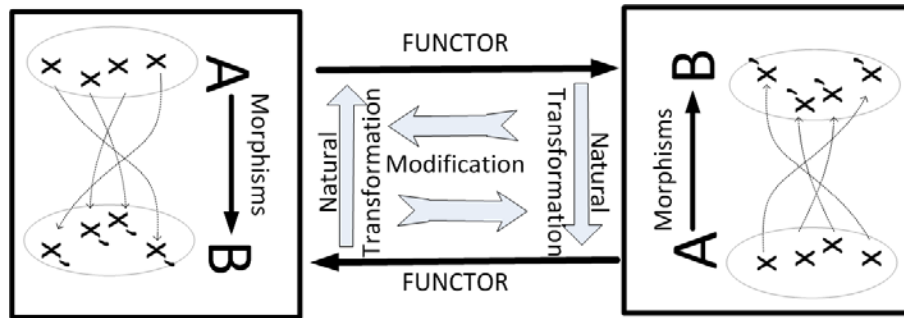 X X X X
A
Morphisms
X, X, X, X,
B
FUNCTOR
Natural
Transformation
Modification
Natural
Transformation
FUNCTOR
B
X' X' X' X'
Morphisms
A
X X X X